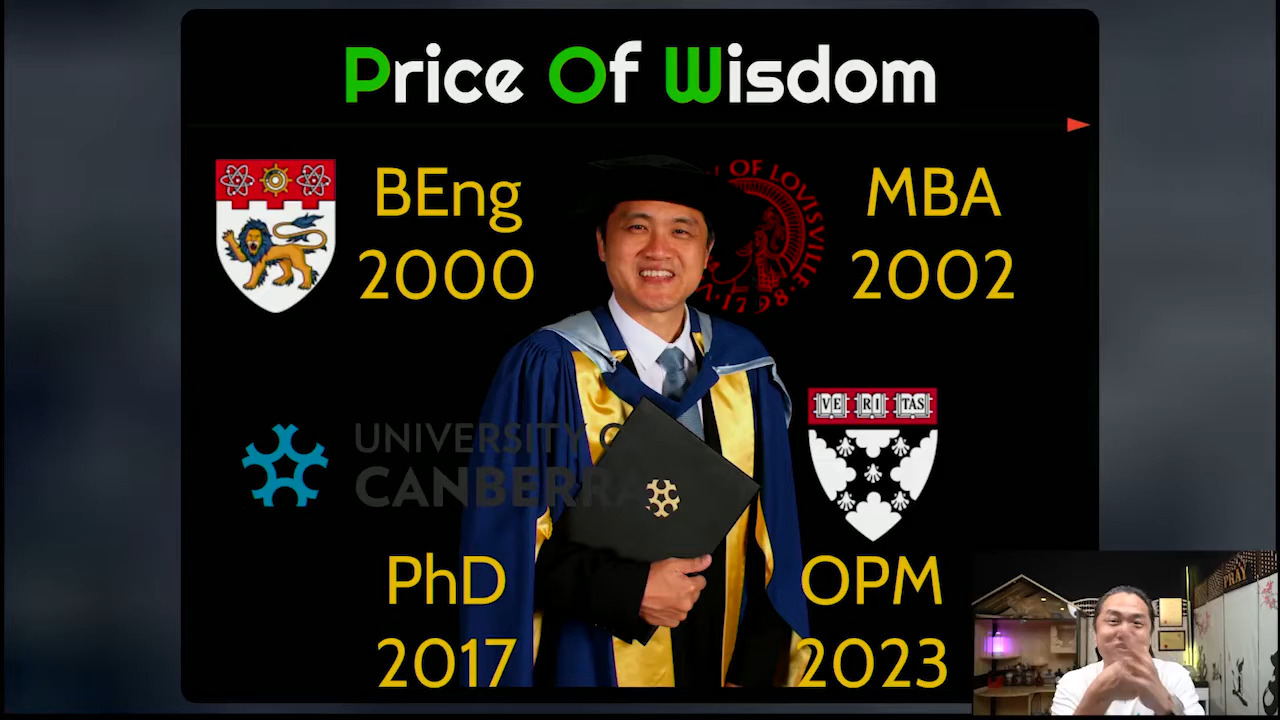 Price Of Wisdom
BEng
2000
OF LOUISVILLE
1798
MBA
2002
UNIVERSITY
CANBERRA
VE RI TAS
PhD
2017
OPM
2023
PRAY